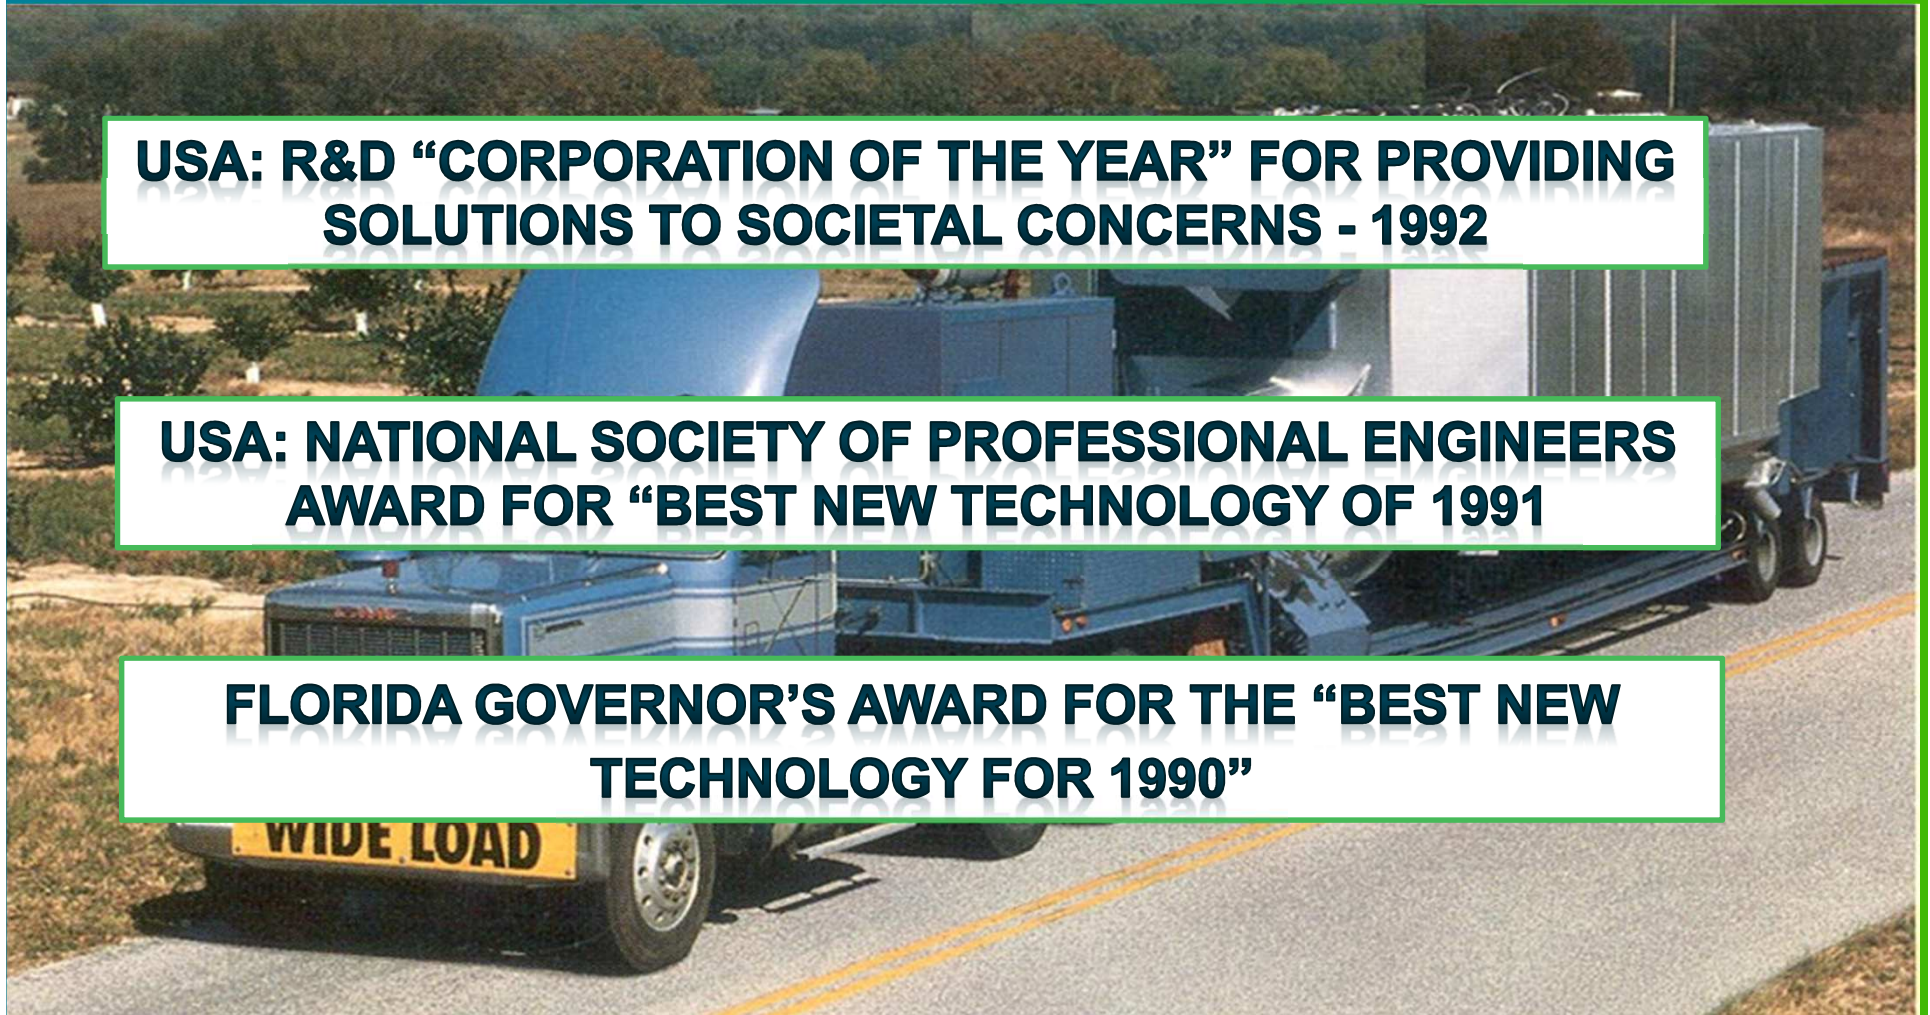 USA: R&D “CORPORATION OF THE YEAR” FOR PROVIDING
SOLUTIONS TO SOCIETAL CONCERNS - 1992
USA: NATIONAL SOCIETY OF PROFESSIONAL ENGINEERS
AWARD FOR “BEST NEW TECHNOLOGY OF 1991
FLORIDA GOVERNOR’S AWARD FOR THE “BEST NEW
TECHNOLOGY FOR 1990”
WIDE LOAD